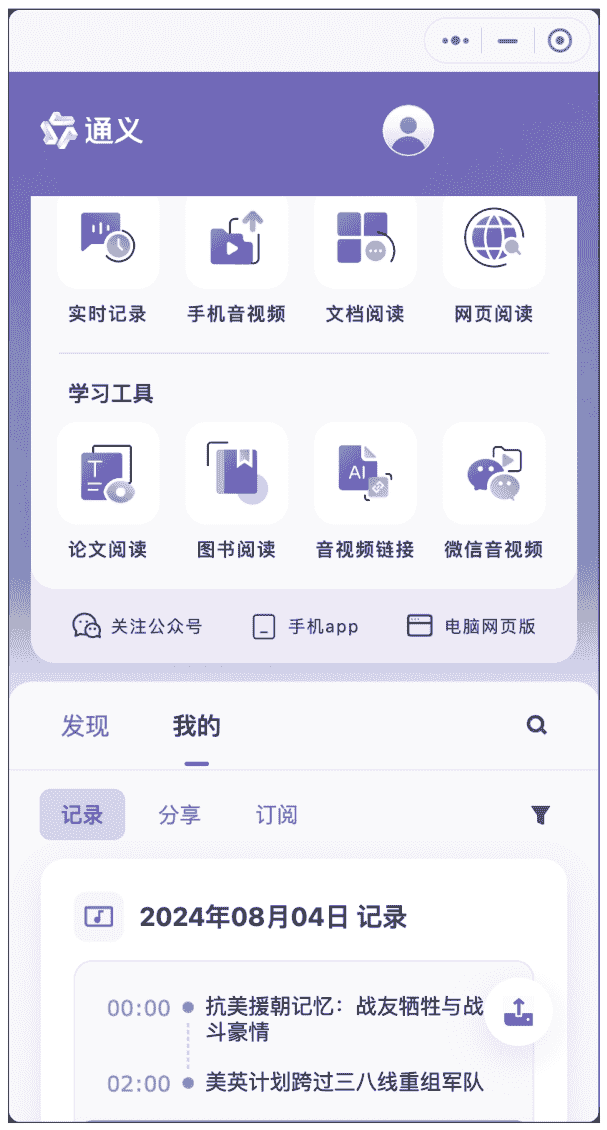 通义
实时记录 手机音视频 文档阅读 网页阅读
学习工具
T
AI
论文阅读 图书阅读 音视频链接 微信音视频
关注公众号 手机app 电脑网页版
发现 我的
记录 分享 订阅
2024年08月04日 记录
00:00 抗美援朝记忆：战友牺牲与战
斗豪情
02:00 美英计划跨过三八线重组军队